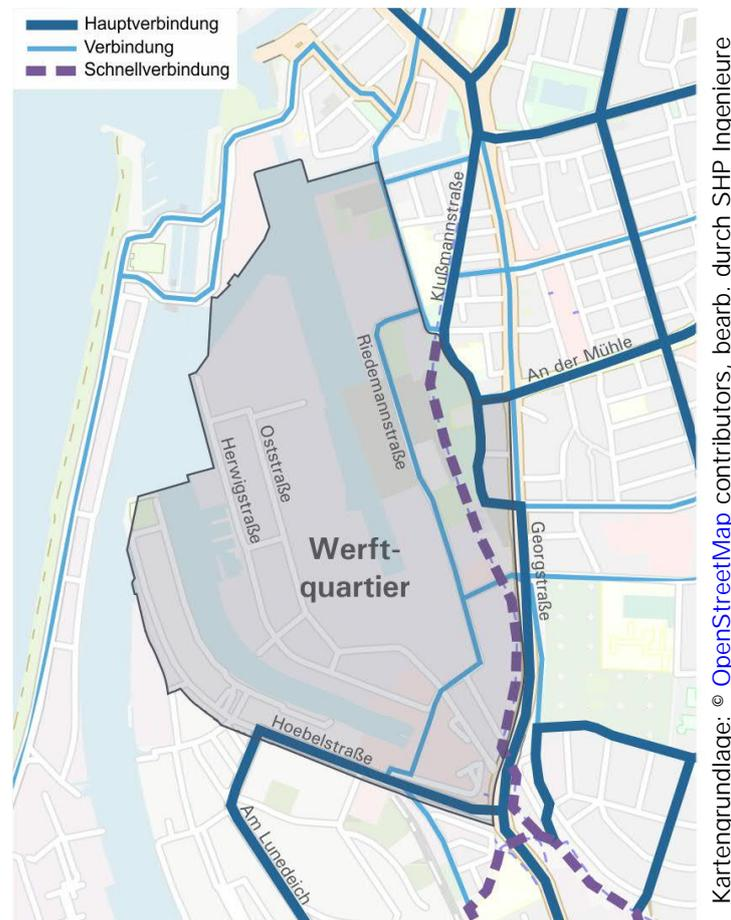 Hauptverbindung
Verbindung
Schnellverbindung
Klußmannstraße
An der Mühle
Riedemannstraße
Oststraße
Herwigstraße
Werft-
quartier
Georgstraße
Hoebelstraße
Am Lunedeich
Kartengrundlage: © OpenStreetMap contributors, bearb. durch SHP Ingenieure